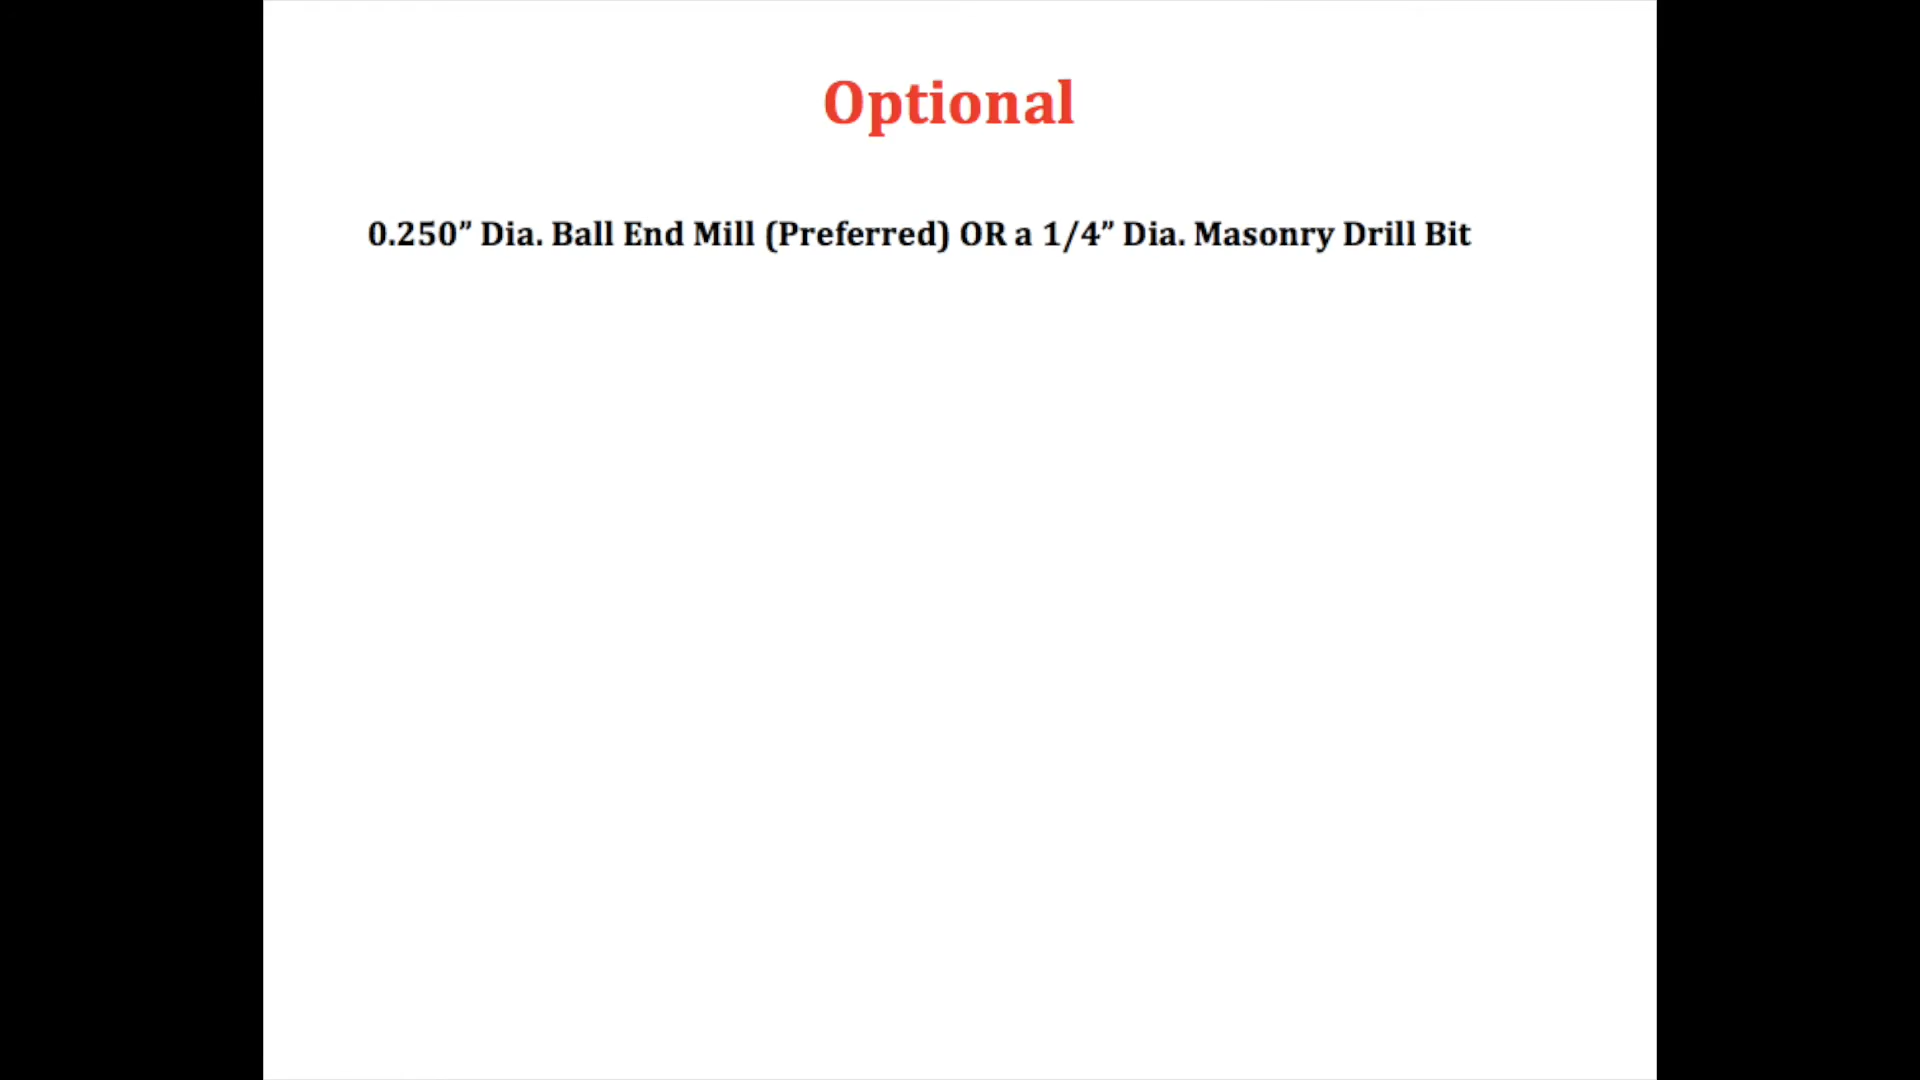 Optional
0.250” Dia. Ball End Mill (Preferred) OR a 1/4” Dia. Masonry Drill Bit